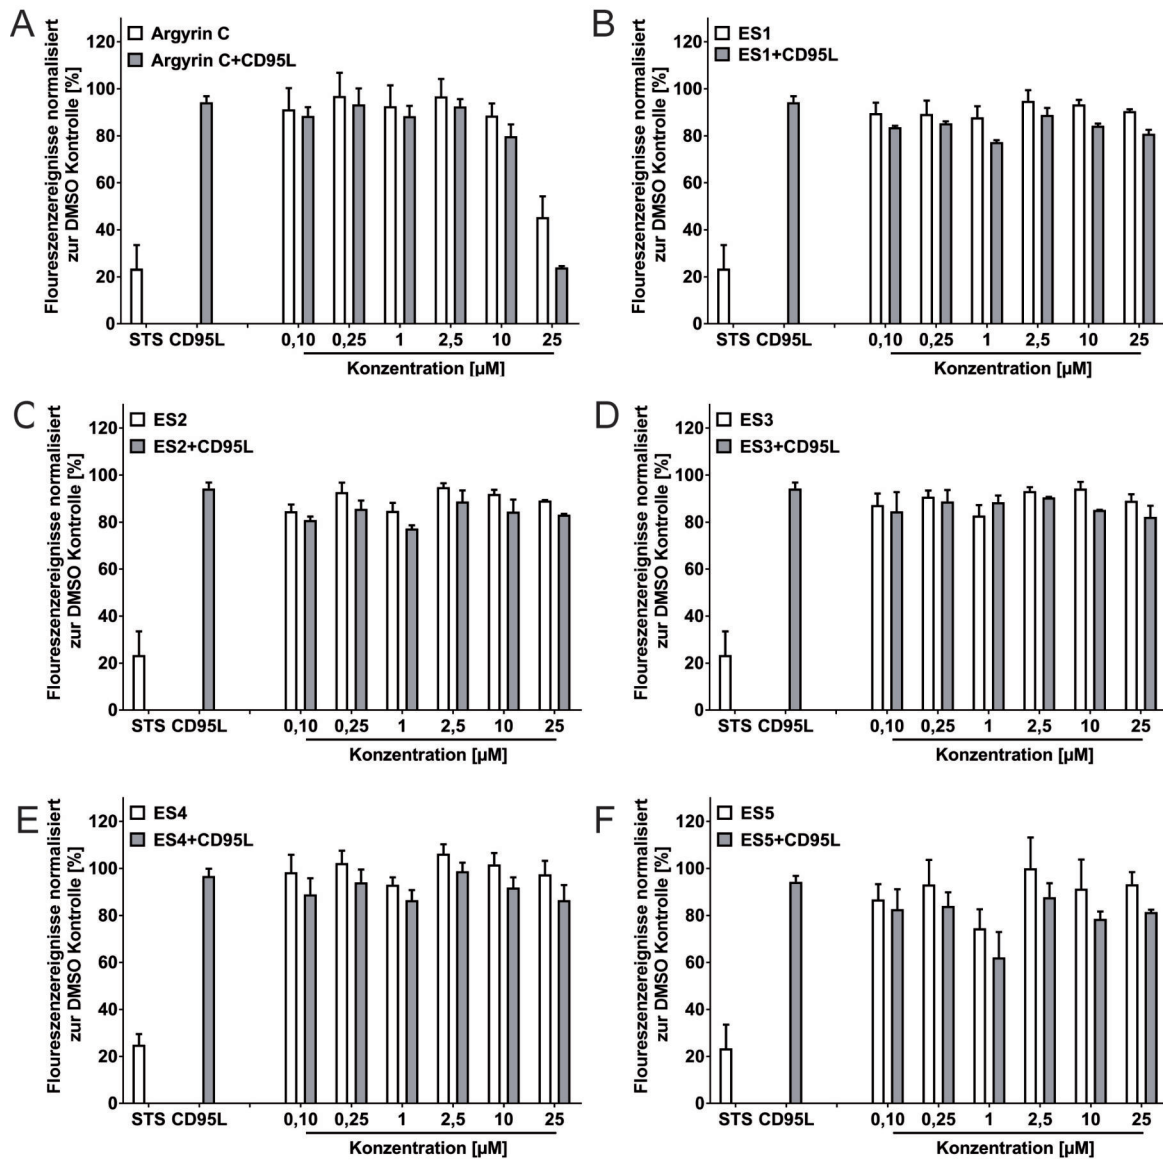 A
Floureszenzereignisse normalisiert
zur DMSO Kontrolle [%]
Argyrin C
Argyrin C+CD95L
120
100
80
60
40
20
0
STS CD95L 0,10 0,25 1 2,5 10 25
Konzentration [µM]
B
Floureszenzereignisse normalisiert
zur DMSO Kontrolle [%]
ES1
ES1+CD95L
120
100
80
60
40
20
0
STS CD95L 0,10 0,25 1 2,5 10 25
Konzentration [µM]
C
Floureszenzereignisse normalisiert
zur DMSO Kontrolle [%]
ES2
ES2+CD95L
120
100
80
60
40
20
0
STS CD95L 0,10 0,25 1 2,5 10 25
Konzentration [µM]
D
Floureszenzereignisse normalisiert
zur DMSO Kontrolle [%]
ES3
ES3+CD95L
120
100
80
60
40
20
0
STS CD95L 0,10 0,25 1 2,5 10 25
Konzentration [µM]
E
Floureszenzereignisse normalisiert
zur DMSO Kontrolle [%]
ES4
ES4+CD95L
120
100
80
60
40
20
0
STS CD95L 0,10 0,25 1 2,5 10 25
Konzentration [µM]
F
Floureszenzereignisse normalisiert
zur DMSO Kontrolle [%]
ES5
ES5+CD95L
120
100
80
60
40
20
0
STS CD95L 0,10 0,25 1 2,5 10 25
Konzentration [µM]